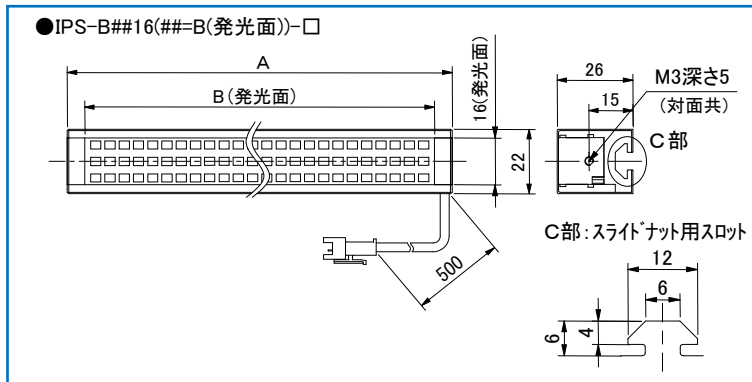 ●IPS-B##16(##=B(発光面))-□
A
B(発光面)
16(発光面)
22
500
26
15
M3深さ5
(対面共)
C部
C部:スライドナット用スロット
12
6
4
6